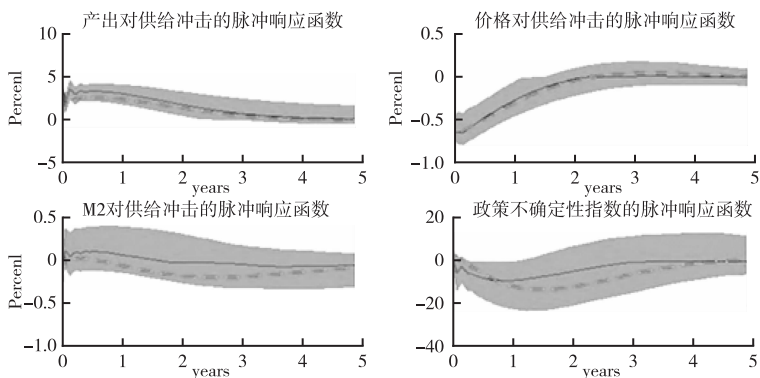 产出对供给冲击的脉冲响应函数
10
5
0
−5
Percenl
0 1 2 3 4 5
years
价格对供给冲击的脉冲响应函数
0.5
0
−0.5
−1.0
Percenl
0 1 2 3 4 5
years
M2对供给冲击的脉冲响应函数
0.5
0
−0.5
−1.0
Percenl
0 1 2 3 4 5
years
政策不确定性指数的脉冲响应函数
20
0
−20
−40
Percenl
0 1 2 3 4 5
years